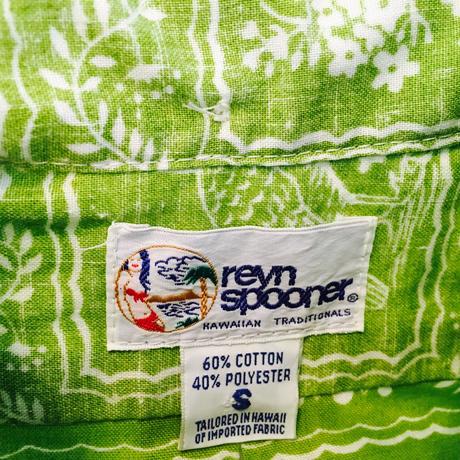 reyn
spooner®
HAWAIIAN TRADITIONALS
60% COTTON
40% POLYESTER
S
TAILORED IN HAWAII
OF IMPORTED FABRIC